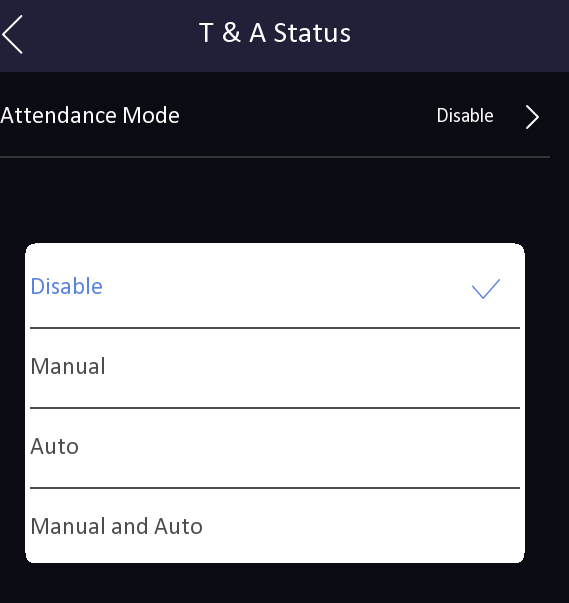 T & A Status
Attendance Mode Disable
Disable
Manual
Auto
Manual and Auto